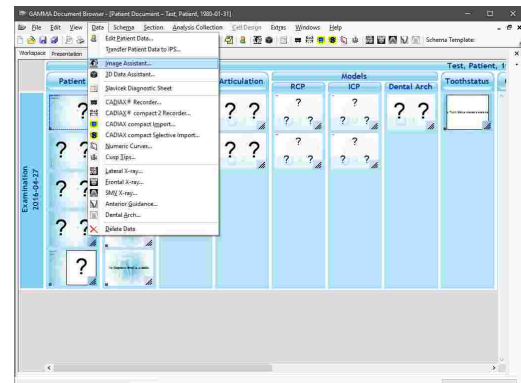 GAMMA Document Browser - [Patient Document - Test, Patient, 1980-01-31]
File Edit View Data Schema Section Analysis Collection Cell Design Extras Windows Help
Schema Template:
Workspace Presentation
Edit Patient Data...
Transfer Patient Data to IPS...
Image Assistant...
3D Data Assistant...
Slavicek Diagnostic Sheet
CADIAX® Recorder...
CADIAX® compact 2 Recorder...
CADIAX compact Import...
CADIAX compact Selective Import...
Numeric Curves...
Cusp Tips...
Lateral X-ray...
Frontal X-ray...
SMV X-ray...
Anterior Guidance...
Dental Arch...
Delete Data
Test, Patient, 1
Patient
Articulation
Models
RCP
ICP
Dental Arch
Toothstatus
Examination
2016-04-27
?
? ?
? ?
? ?
?
? ?
? ?
?
? ?
?
? ?
?
? ?
?
? ?
? ?